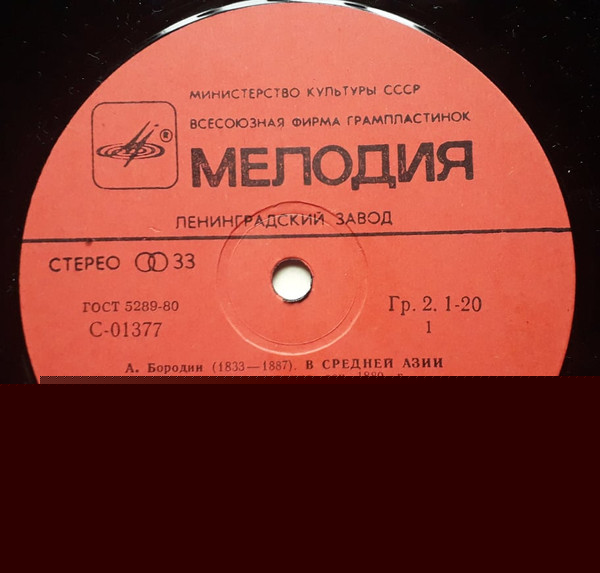 МИНИСТЕРСТВО КУЛЬТУРЫ СССР
ВСЕСОЮЗНАЯ ФИРМА ГРАМПЛАСТИНОК
®
МЕЛОДИЯ
ЛЕНИНГРАДСКИЙ ЗАВОД
СТЕРЕО 33
ГОСТ 5289-80
Гр. 2. 1-20
С-01377
1
А. Бородин (1833—1887). В СРЕДНЕЙ АЗИИ